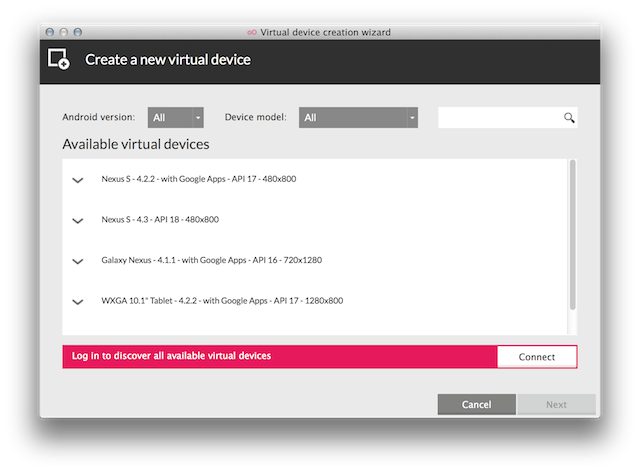 Virtual device creation wizard
Create a new virtual device
Android version: All Device model: All
Available virtual devices
Nexus S - 4.2.2 - with Google Apps - API 17 - 480x800
Nexus S - 4.3 - API 18 - 480x800
Galaxy Nexus - 4.1.1 - with Google Apps - API 16 - 720x1280
WXGA 10.1" Tablet - 4.2.2 - with Google Apps - API 17 - 1280x800
Log in to discover all available virtual devices Connect
Cancel Next